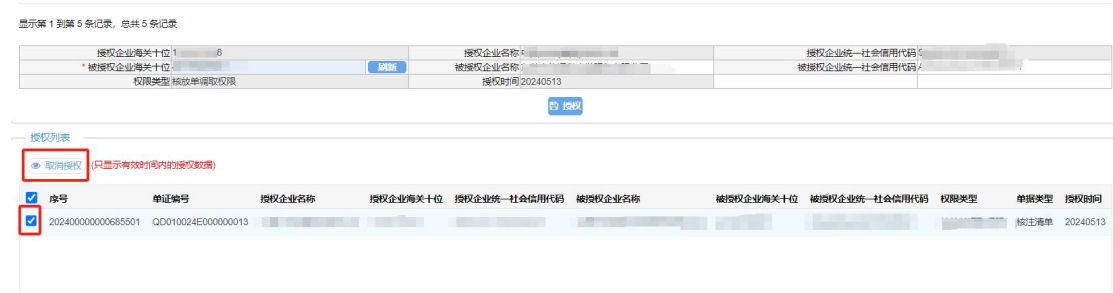 显示第 1 到第 5 条记录，总共 5 条记录
授权企业海关十位 1 8 授权企业名称 授权企业统一社会信用代码
* 被授权企业海关十位 刷新 被授权企业名称 被授权企业统一社会信用代码
权限类型 核放单调取权限 授权时间 20240513
授权
授权列表
取消授权 (只显示有效时间内的授权数据)
序号 单证编号 授权企业名称 授权企业海关十位 授权企业统一社会信用代码 被授权企业名称 被授权企业海关十位 被授权企业统一社会信用代码 权限类型 单据类型 授权时间
202400000000685501 QD010024E000000013 核注清单 20240513